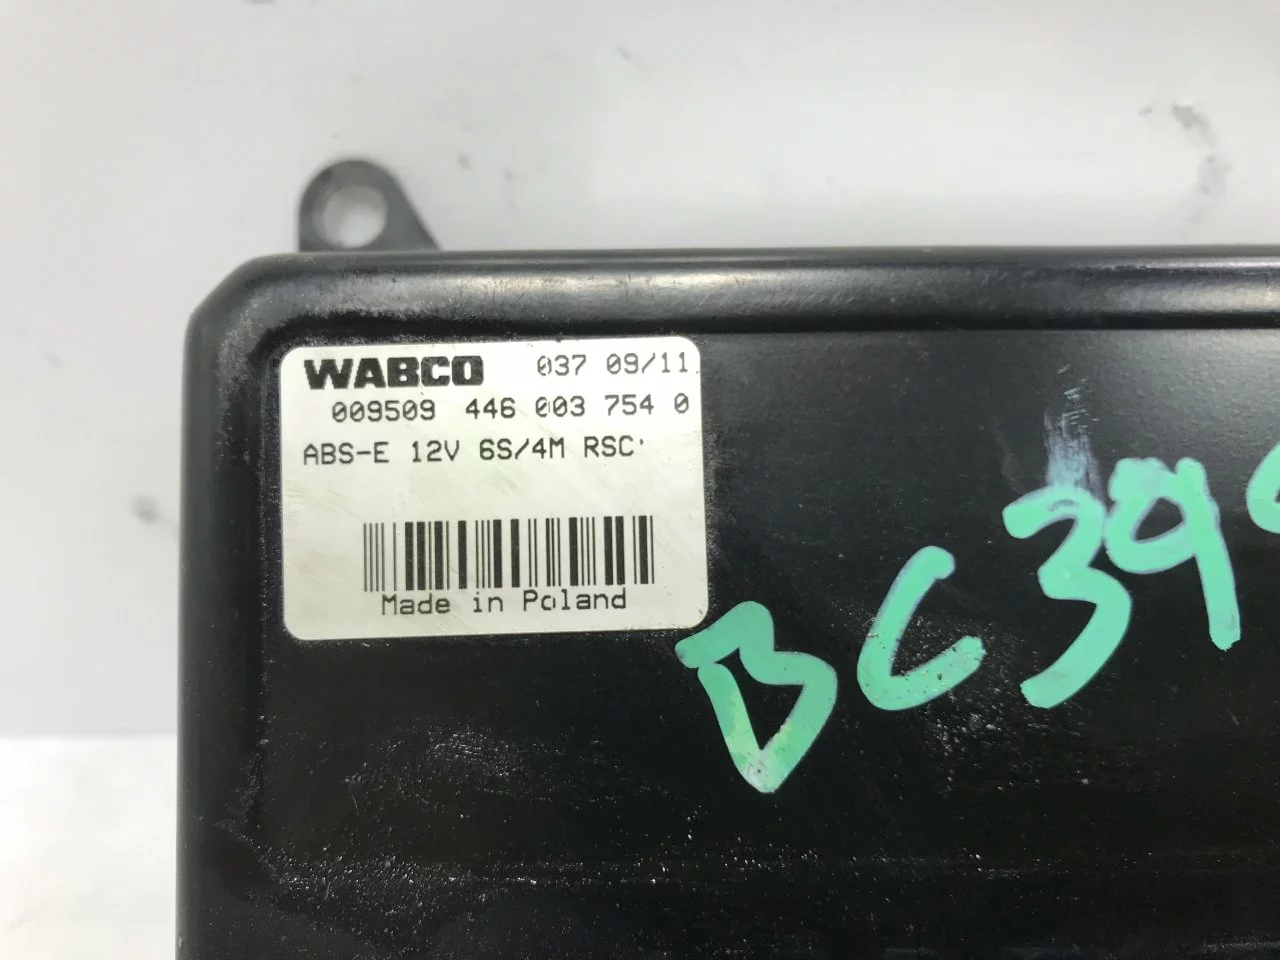 WABCO 037 09/11
009509 446 003 754 0
ABS-E 12V 6S/4M RSC
Made in Poland
BC39